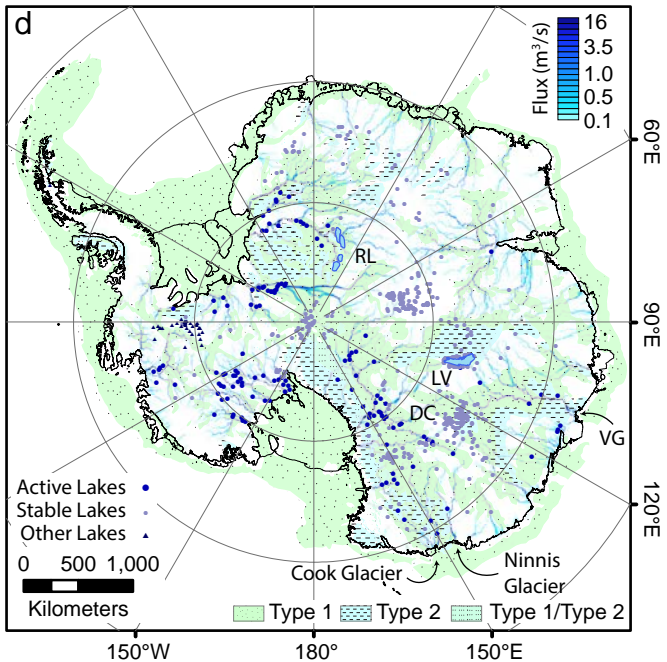 d
Flux (m³/s)
16
3.5
1.0
0.5
0.1
60°E
RL
90°E
LV
DC
VG
Active Lakes
Stable Lakes
Other Lakes
120°E
0 500 1,000
Kilometers
Cook Glacier
Ninnis
Glacier
Type 1 Type 2 Type 1/Type 2
150°W 180° 150°E